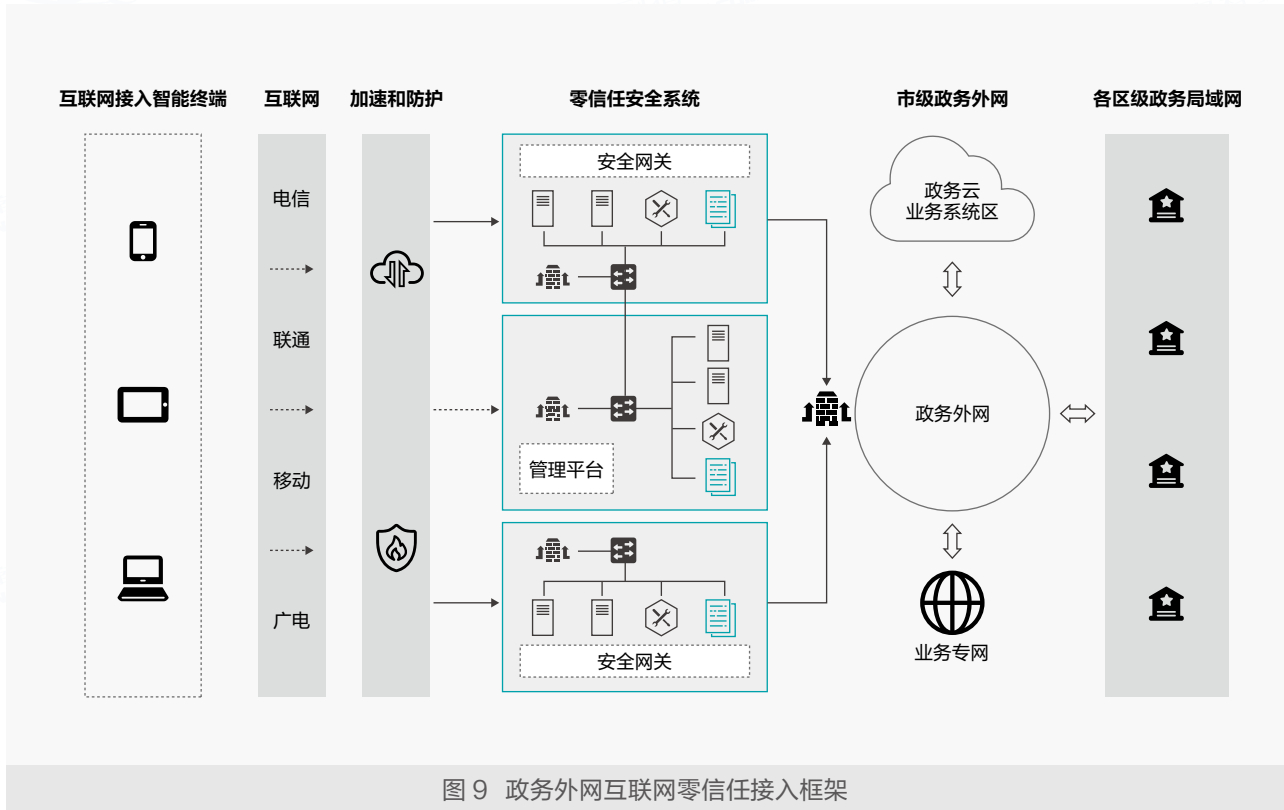 互联网接入智能终端
互联网
加速和防护
零信任安全系统
市级政务外网
各区级政务局域网
电信
联通
移动
广电
安全网关
管理平台
安全网关
政务云
业务系统区
政务外网
业务专网
图 9 政务外网互联网零信任接入框架